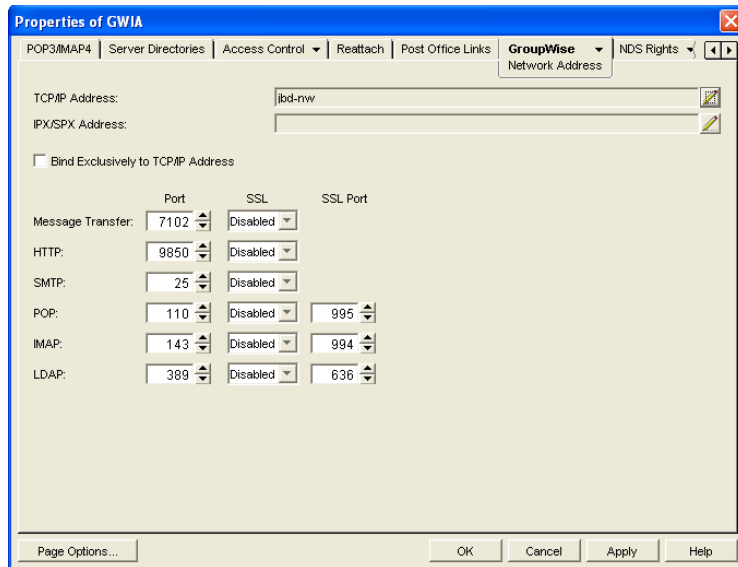 Properties of GWIA
POP3/IMAP4 Server Directories Access Control Reattach Post Office Links GroupWise NDS Rights
Network Address
TCP/IP Address: jbd-nw
IPX/SPX Address:
Bind Exclusively to TCP/IP Address
Port SSL SSL Port
Message Transfer: 7102 Disabled
HTTP: 9850 Disabled
SMTP: 25 Disabled
POP: 110 Disabled 995
IMAP: 143 Disabled 994
LDAP: 389 Disabled 636
Page Options... OK Cancel Apply Help